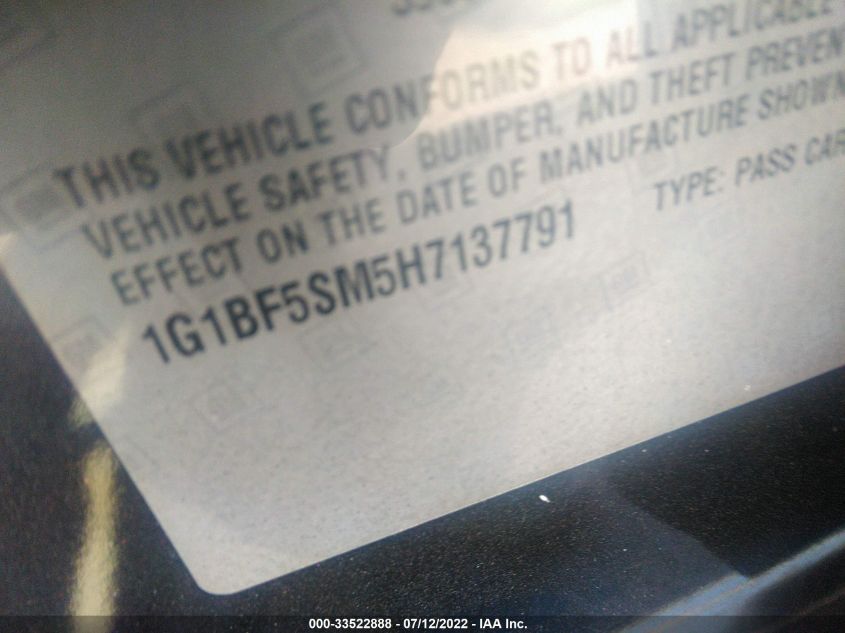 THIS VEHICLE CONFORMS TO ALL APPLICABLE
VEHICLE SAFETY, BUMPER, AND THEFT PREVEN
EFFECT ON THE DATE OF MANUFACTURE SHOWN
1G1BF5SM5H7137791 TYPE: PASS CAR
000-33522888 - 07/12/2022 - IAA Inc.